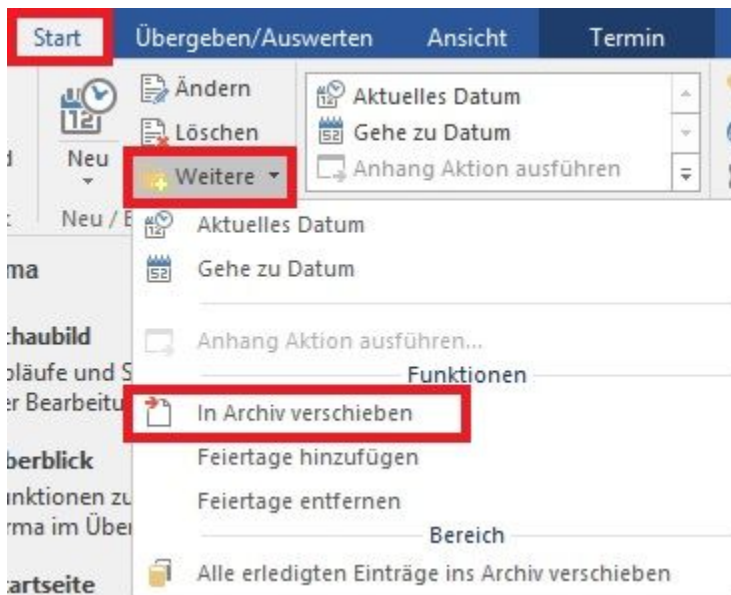 Start Übergeben/Auswerten Ansicht Termin
Neu
Ändern
Löschen
Weitere
Aktuelles Datum
Gehe zu Datum
Anhang Aktion ausführen
Neu /
Aktuelles Datum
Gehe zu Datum
Anhang Aktion ausführen...
Funktionen
In Archiv verschieben
Feiertage hinzufügen
Feiertage entfernen
Bereich
Alle erledigten Einträge ins Archiv verschieben
ma
chaubild
bläufe und S
er Bearbeitu
berblick
unktionen zu
rma im Über
tartseite